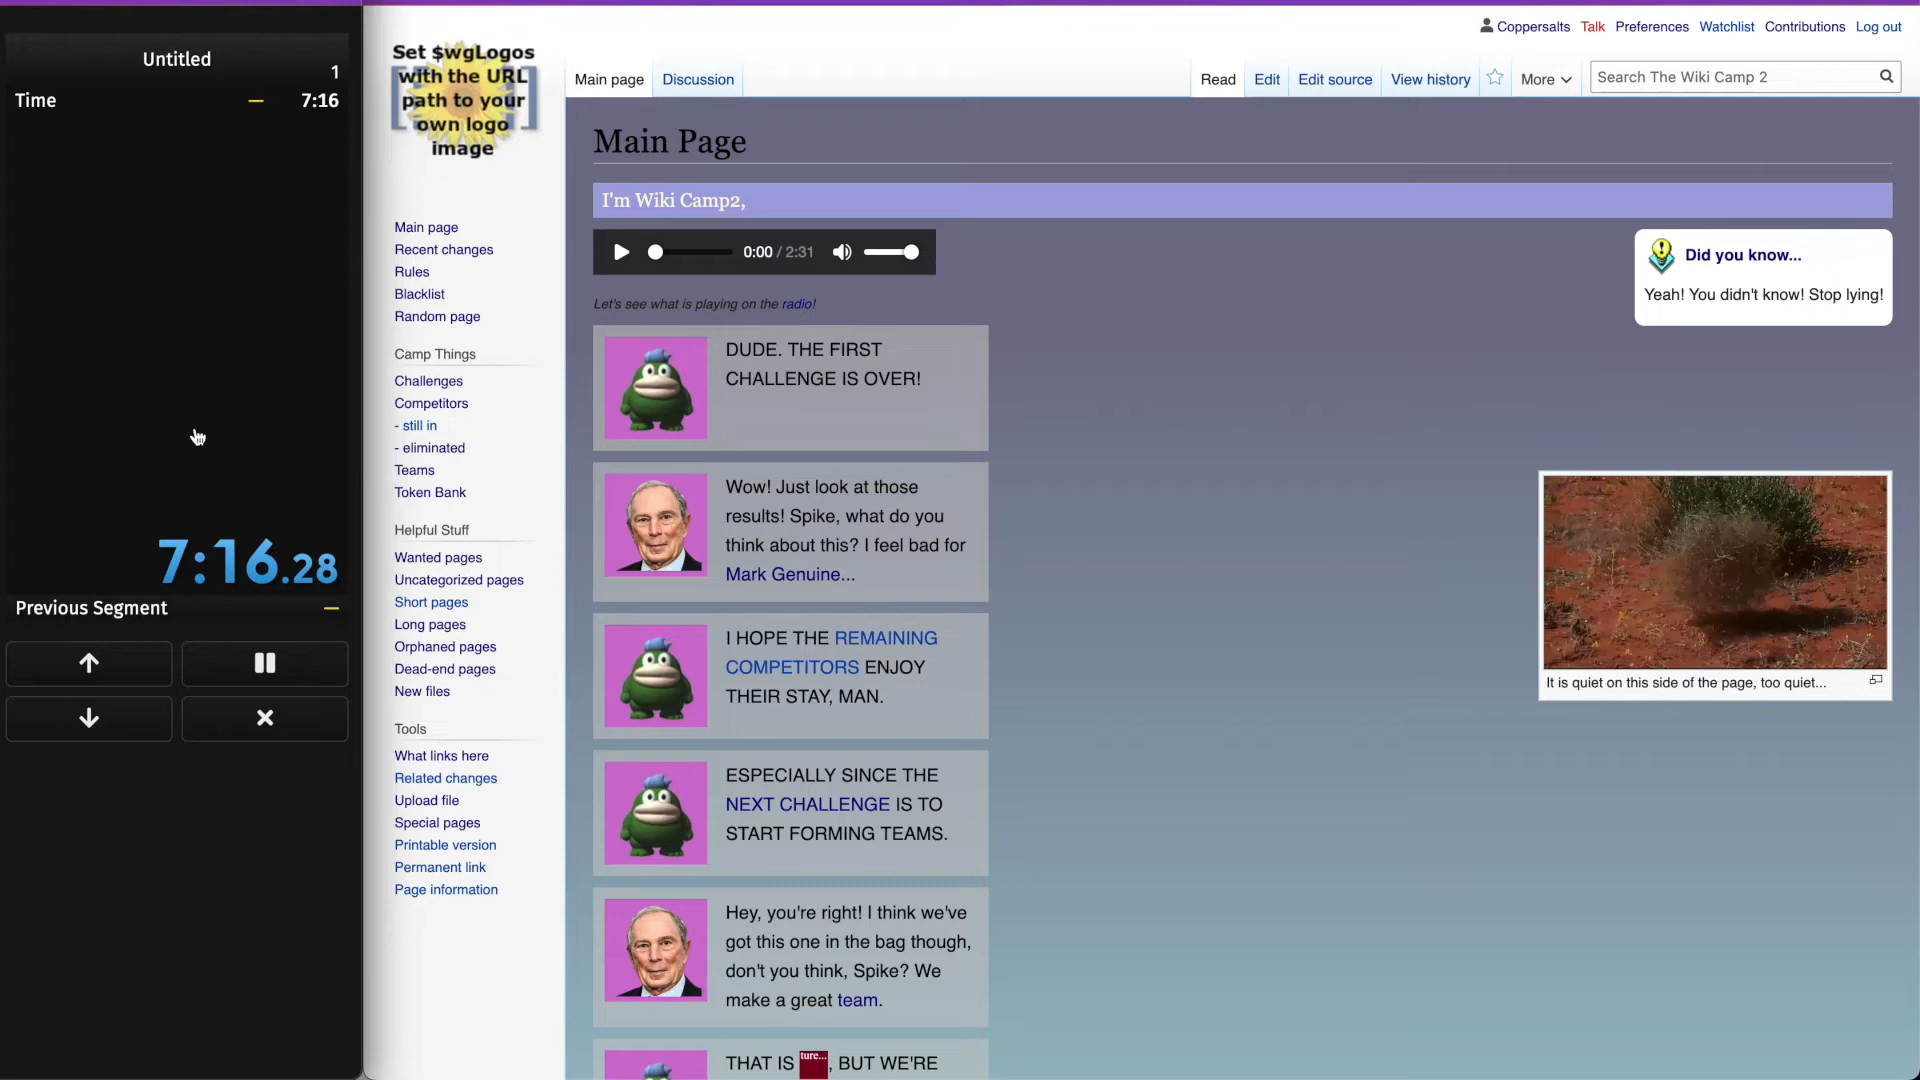 Untitled
1
Time — 7:16
7:16.28
Previous Segment —
Set $wgLogos
with the URL
path to your
own logo
image
Main page
Recent changes
Rules
Blacklist
Random page
Camp Things
Challenges
Competitors
- still in
- eliminated
Teams
Token Bank
Helpful Stuff
Wanted pages
Uncategorized pages
Short pages
Long pages
Orphaned pages
Dead-end pages
New files
Tools
What links here
Related changes
Upload file
Special pages
Printable version
Permanent link
Page information
Coppersalts Talk Preferences Watchlist Contributions Log out
Main page Discussion Read Edit Edit source View history More Search The Wiki Camp 2
Main Page
I'm Wiki Camp2,
0:00 / 2:31
Let's see what is playing on the radio!
DUDE. THE FIRST
CHALLENGE IS OVER!
Wow! Just look at those
results! Spike, what do you
think about this? I feel bad for
Mark Genuine...
I HOPE THE REMAINING
COMPETITORS ENJOY
THEIR STAY, MAN.
ESPECIALLY SINCE THE
NEXT CHALLENGE IS TO
START FORMING TEAMS.
Hey, you're right! I think we've
got this one in the bag though,
don't you think, Spike? We
make a great team.
THAT IS ture... , BUT WE'RE
Did you know...
Yeah! You didn't know! Stop lying!
It is quiet on this side of the page, too quiet...